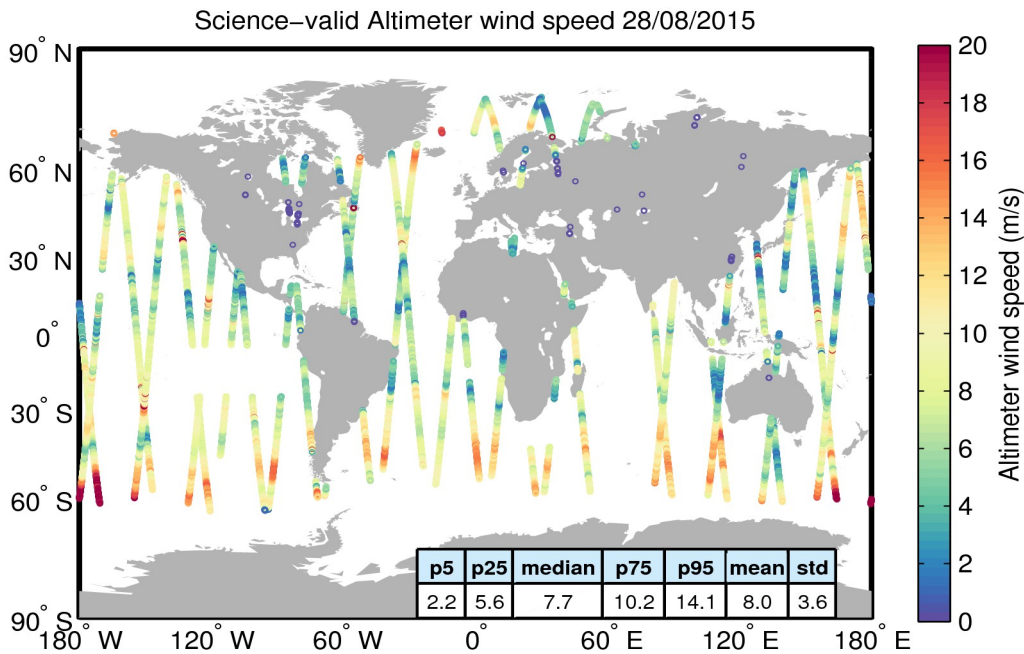 Science−valid Altimeter wind speed 28/08/2015
90° N
60° N
30° N
0°
30° S
60° S
90° S
180° W
120° W
60° W
0°
60° E
120° E
180° E
p5 p25 median p75 p95 mean std
2.2 5.6 7.7 10.2 14.1 8.0 3.6
20
18
16
14
12
10
8
6
4
2
0
Altimeter wind speed (m/s)